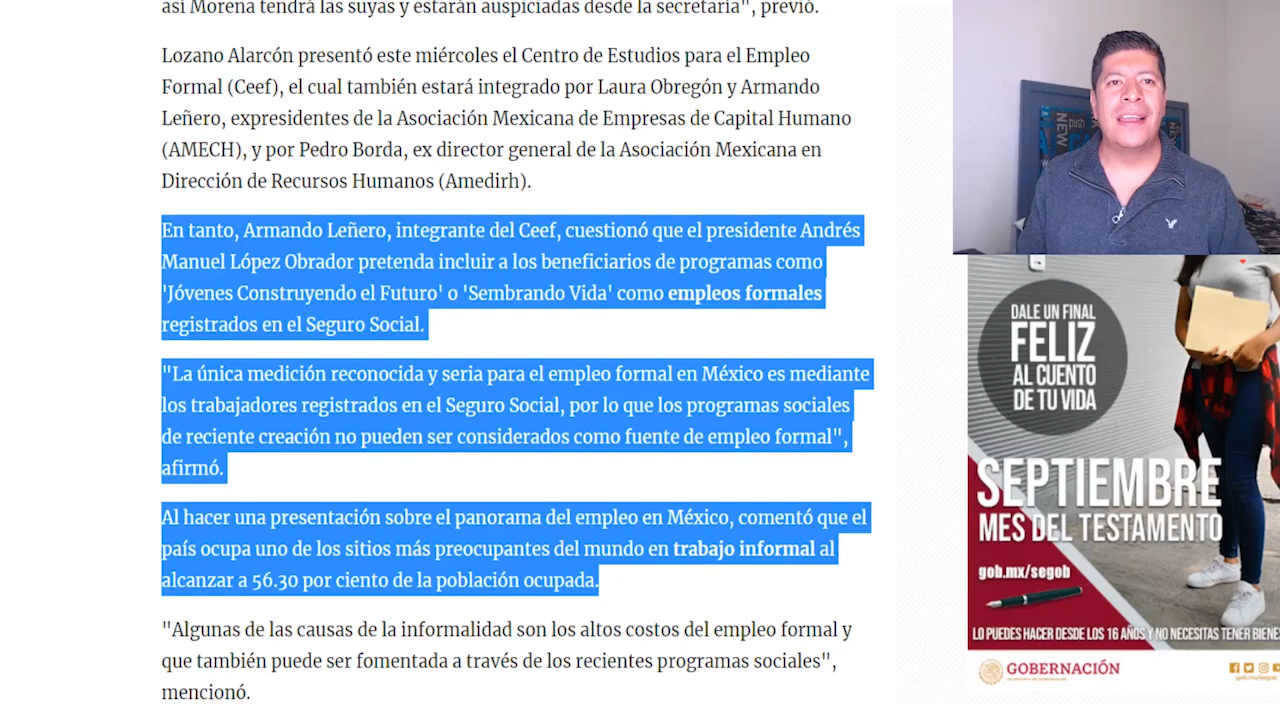 así Morena tendrá las suyas y estarán auspiciadas desde la secretaría", previó.
Lozano Alarcón presentó este miércoles el Centro de Estudios para el Empleo
Formal (Ceef), el cual también estará integrado por Laura Obregón y Armando
Leñero, expresidentes de la Asociación Mexicana de Empresas de Capital Humano
(AMECH), y por Pedro Borda, ex director general de la Asociación Mexicana en
Dirección de Recursos Humanos (Amedirh).
En tanto, Armando Leñero, integrante del Ceef, cuestionó que el presidente Andrés
Manuel López Obrador pretenda incluir a los beneficiarios de programas como
'Jóvenes Construyendo el Futuro' o 'Sembrando Vida' como empleos formales
registrados en el Seguro Social.
"La única medición reconocida y seria para el empleo formal en México es mediante
los trabajadores registrados en el Seguro Social, por lo que los programas sociales
de reciente creación no pueden ser considerados como fuente de empleo formal",
afirmó.
Al hacer una presentación sobre el panorama del empleo en México, comentó que el
país ocupa uno de los sitios más preocupantes del mundo en trabajo informal al
alcanzar a 56.30 por ciento de la población ocupada.
"Algunas de las causas de la informalidad son los altos costos del empleo formal y
que también puede ser fomentada a través de los recientes programas sociales",
mencionó.
push
NEW
NEW
DALE UN FINAL
FELIZ
AL CUENTO
DE TU VIDA
SEPTIEMBRE
MES DEL TESTAMENTO
gob.mx/segob
LO PUEDES HACER DESDE LOS 16 AÑOS Y NO NECESITAS TENER BIENES
GOBERNACIÓN